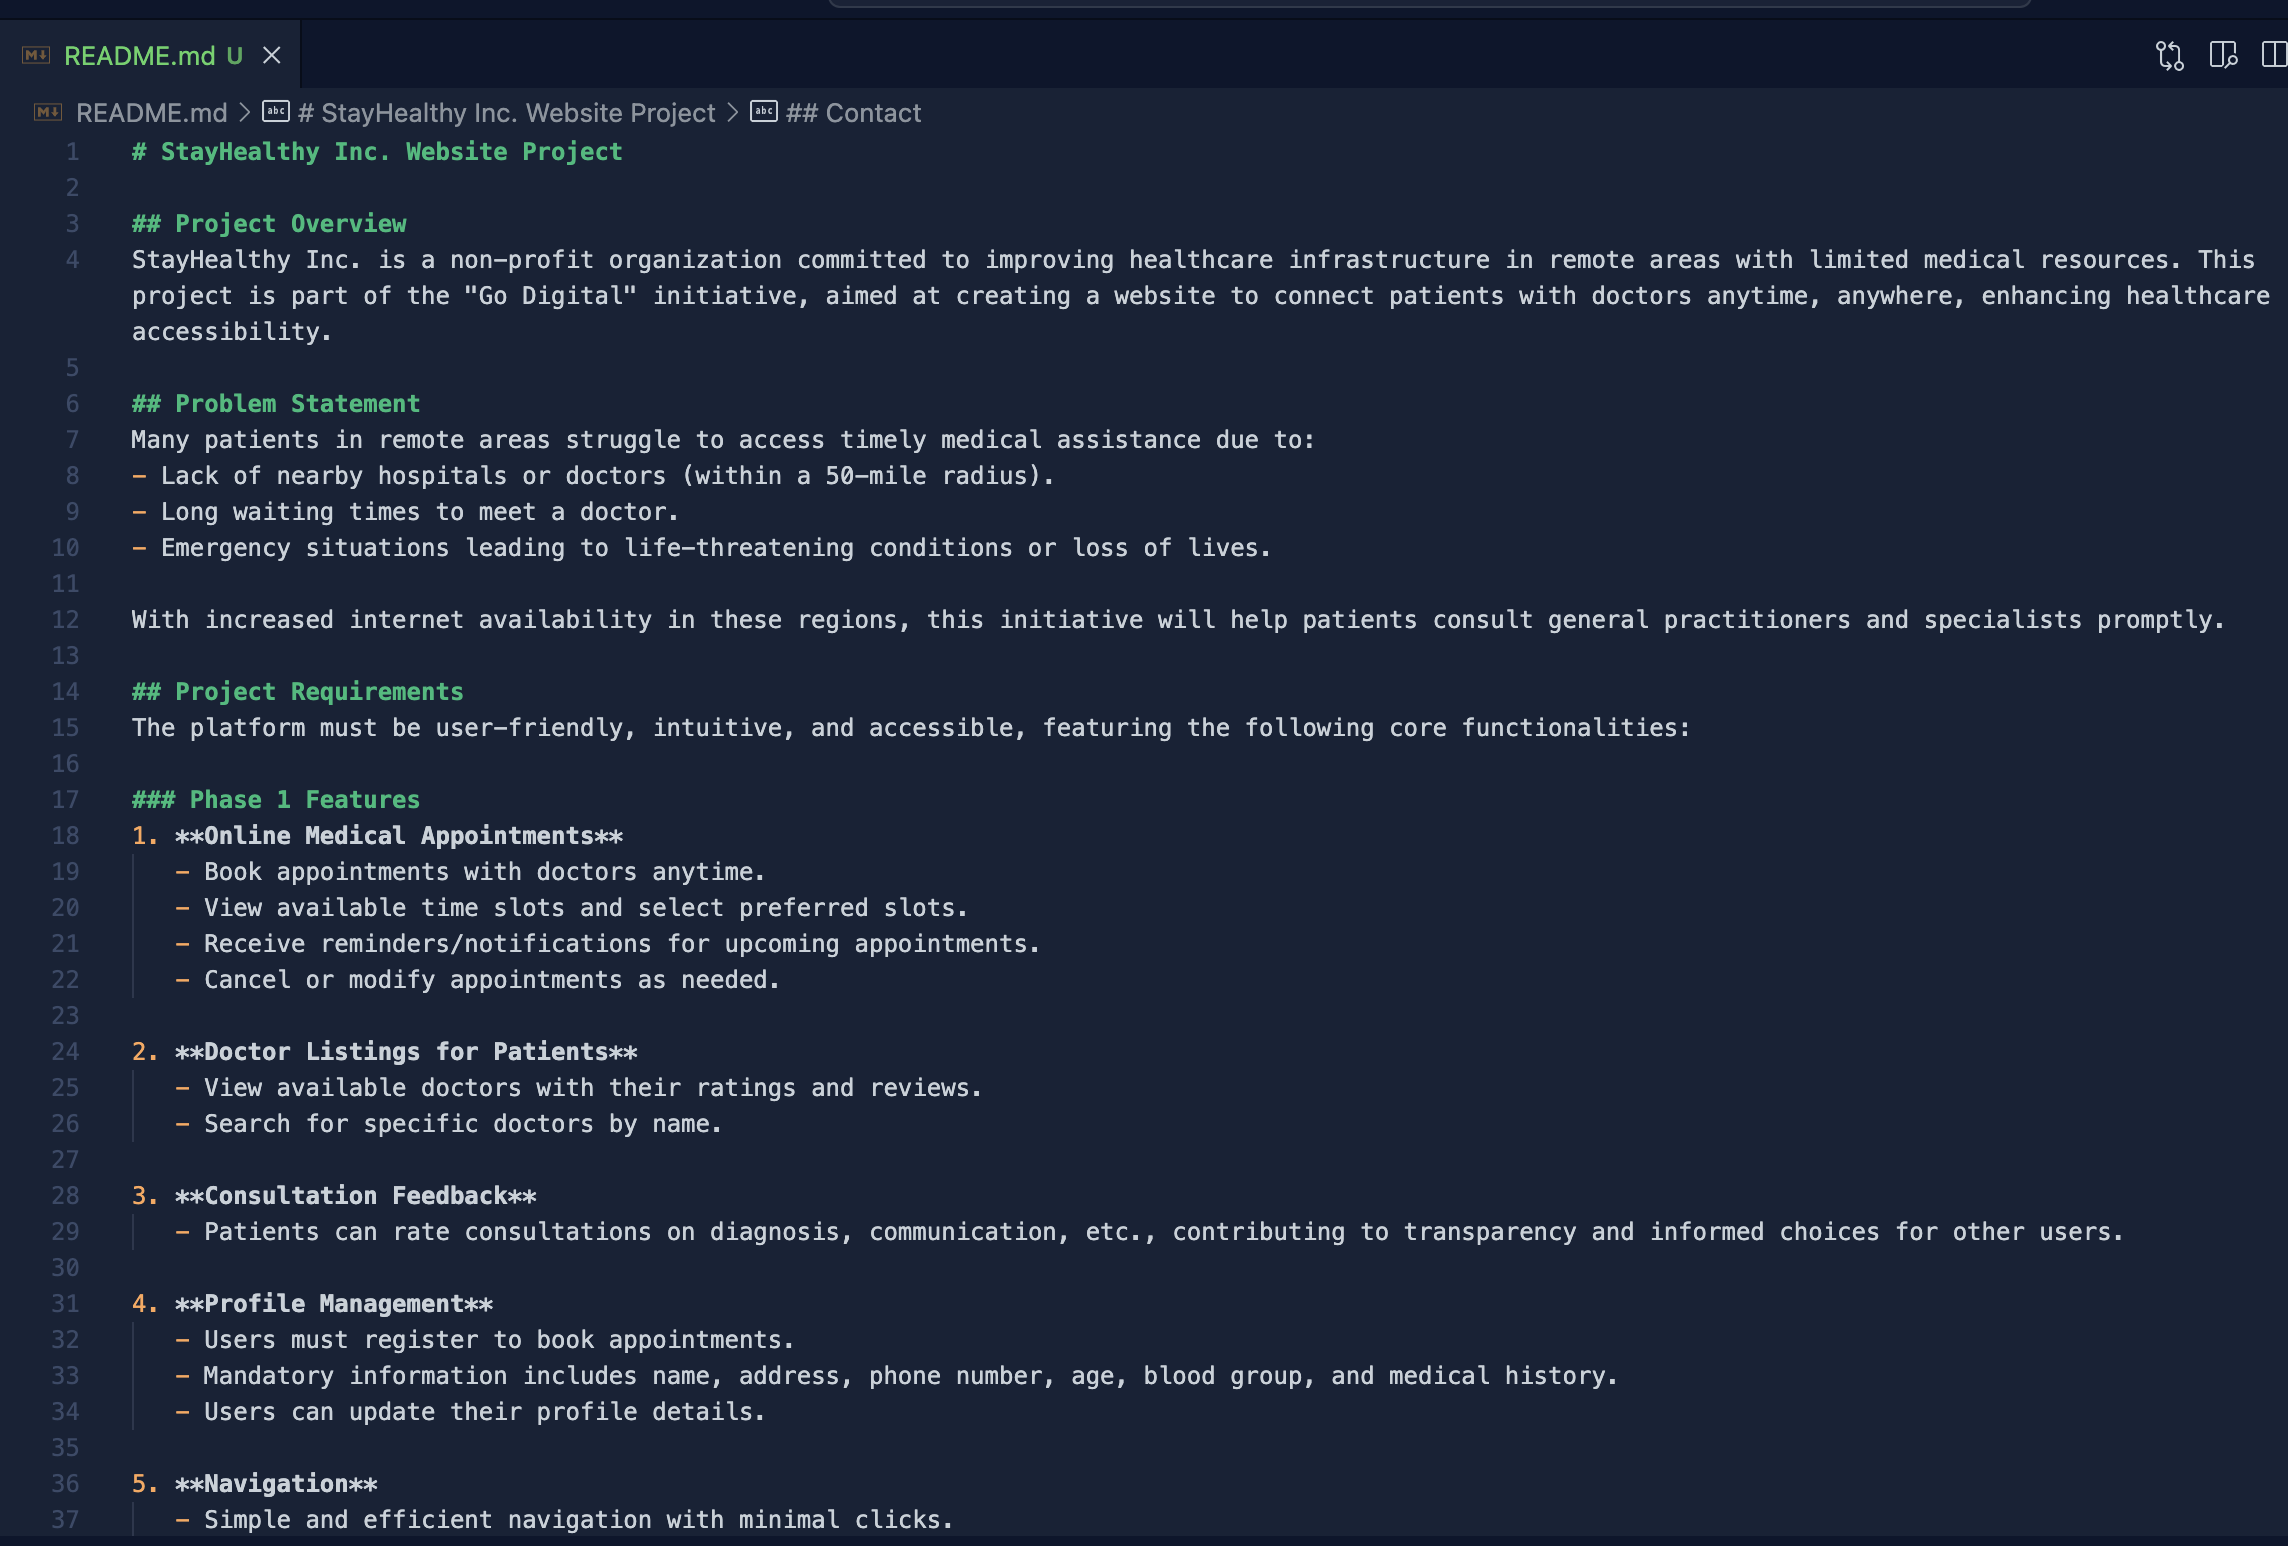 README.md U
README.md > # StayHealthy Inc. Website Project > ## Contact
1 # StayHealthy Inc. Website Project
2
3 ## Project Overview
4 StayHealthy Inc. is a non-profit organization committed to improving healthcare infrastructure in remote areas with limited medical resources. This
project is part of the "Go Digital" initiative, aimed at creating a website to connect patients with doctors anytime, anywhere, enhancing healthcare
accessibility.
5
6 ## Problem Statement
7 Many patients in remote areas struggle to access timely medical assistance due to:
8 - Lack of nearby hospitals or doctors (within a 50-mile radius).
9 - Long waiting times to meet a doctor.
10 - Emergency situations leading to life-threatening conditions or loss of lives.
11
12 With increased internet availability in these regions, this initiative will help patients consult general practitioners and specialists promptly.
13
14 ## Project Requirements
15 The platform must be user-friendly, intuitive, and accessible, featuring the following core functionalities:
16
17 ### Phase 1 Features
18 1. **Online Medical Appointments**
19 - Book appointments with doctors anytime.
20 - View available time slots and select preferred slots.
21 - Receive reminders/notifications for upcoming appointments.
22 - Cancel or modify appointments as needed.
23
24 2. **Doctor Listings for Patients**
25 - View available doctors with their ratings and reviews.
26 - Search for specific doctors by name.
27
28 3. **Consultation Feedback**
29 - Patients can rate consultations on diagnosis, communication, etc., contributing to transparency and informed choices for other users.
30
31 4. **Profile Management**
32 - Users must register to book appointments.
33 - Mandatory information includes name, address, phone number, age, blood group, and medical history.
34 - Users can update their profile details.
35
36 5. **Navigation**
37 - Simple and efficient navigation with minimal clicks.